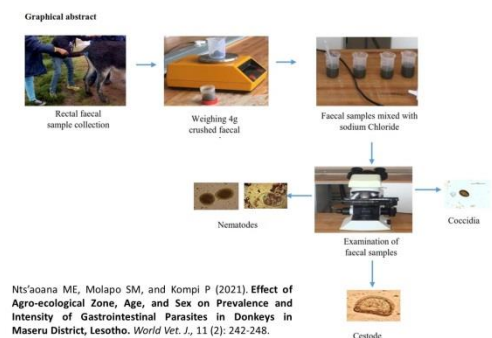 Graphical abstract
Rectal faecal
sample collection
Weighing 4g
crushed faecal
Faecal samples mixed with
sodium Chloride
Nematodes
Coccidia
Examination of
faecal samples
Cestode
Nts'aoana ME, Molapo SM, and Kompi P (2021). Effect of
Agro-ecological Zone, Age, and Sex on Prevalence and
Intensity of Gastrointestinal Parasites in Donkeys in
Maseru District, Lesotho. World Vet. J., 11 (2): 242-248.